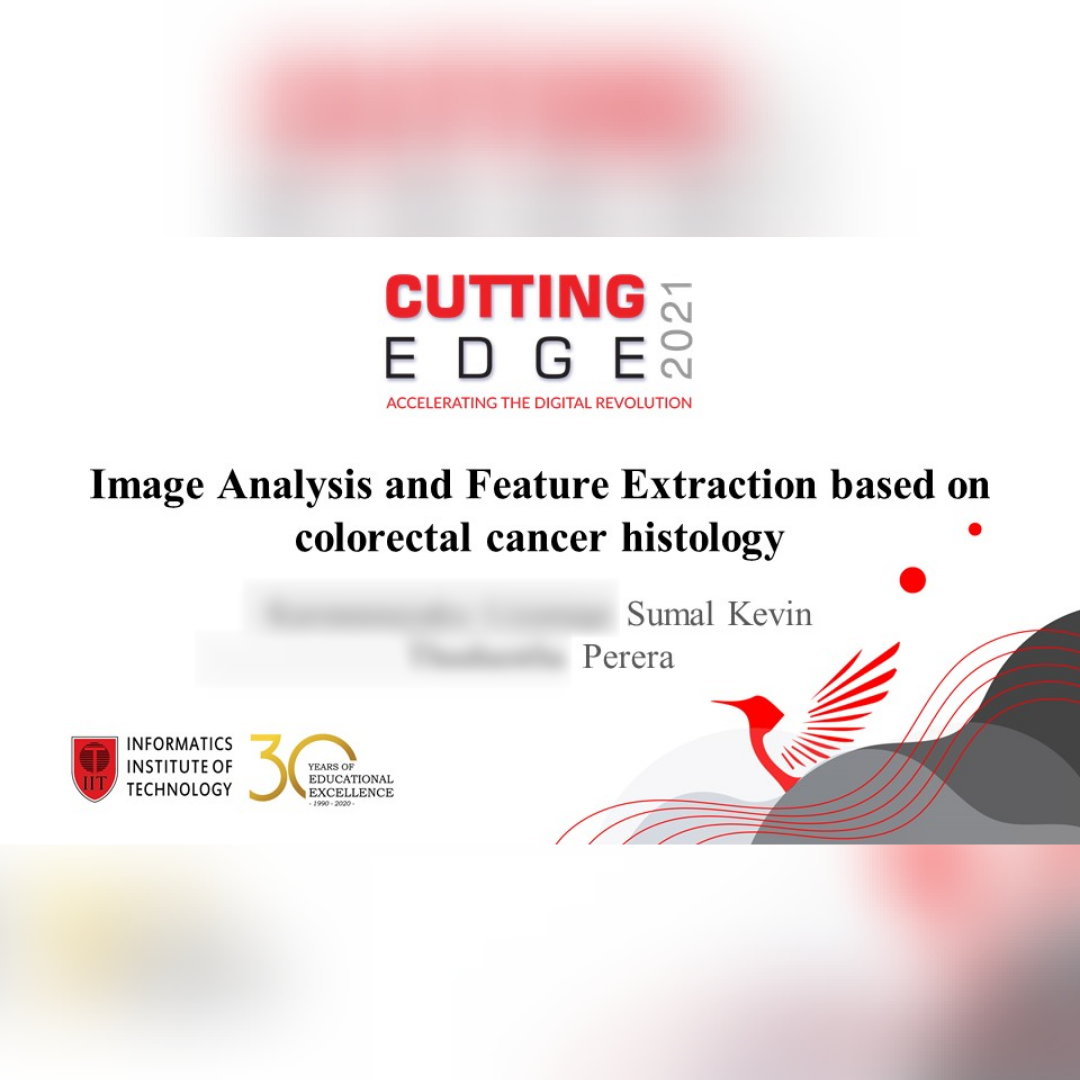 CUTTING
EDGE 2021
ACCELERATING THE DIGITAL REVOLUTION
Image Analysis and Feature Extraction based on
colorectal cancer histology
Sumal Kevin
Perera
IIT
INFORMATICS
INSTITUTE OF
TECHNOLOGY
30
YEARS OF
EDUCATIONAL
EXCELLENCE
- 1990 - 2020 -